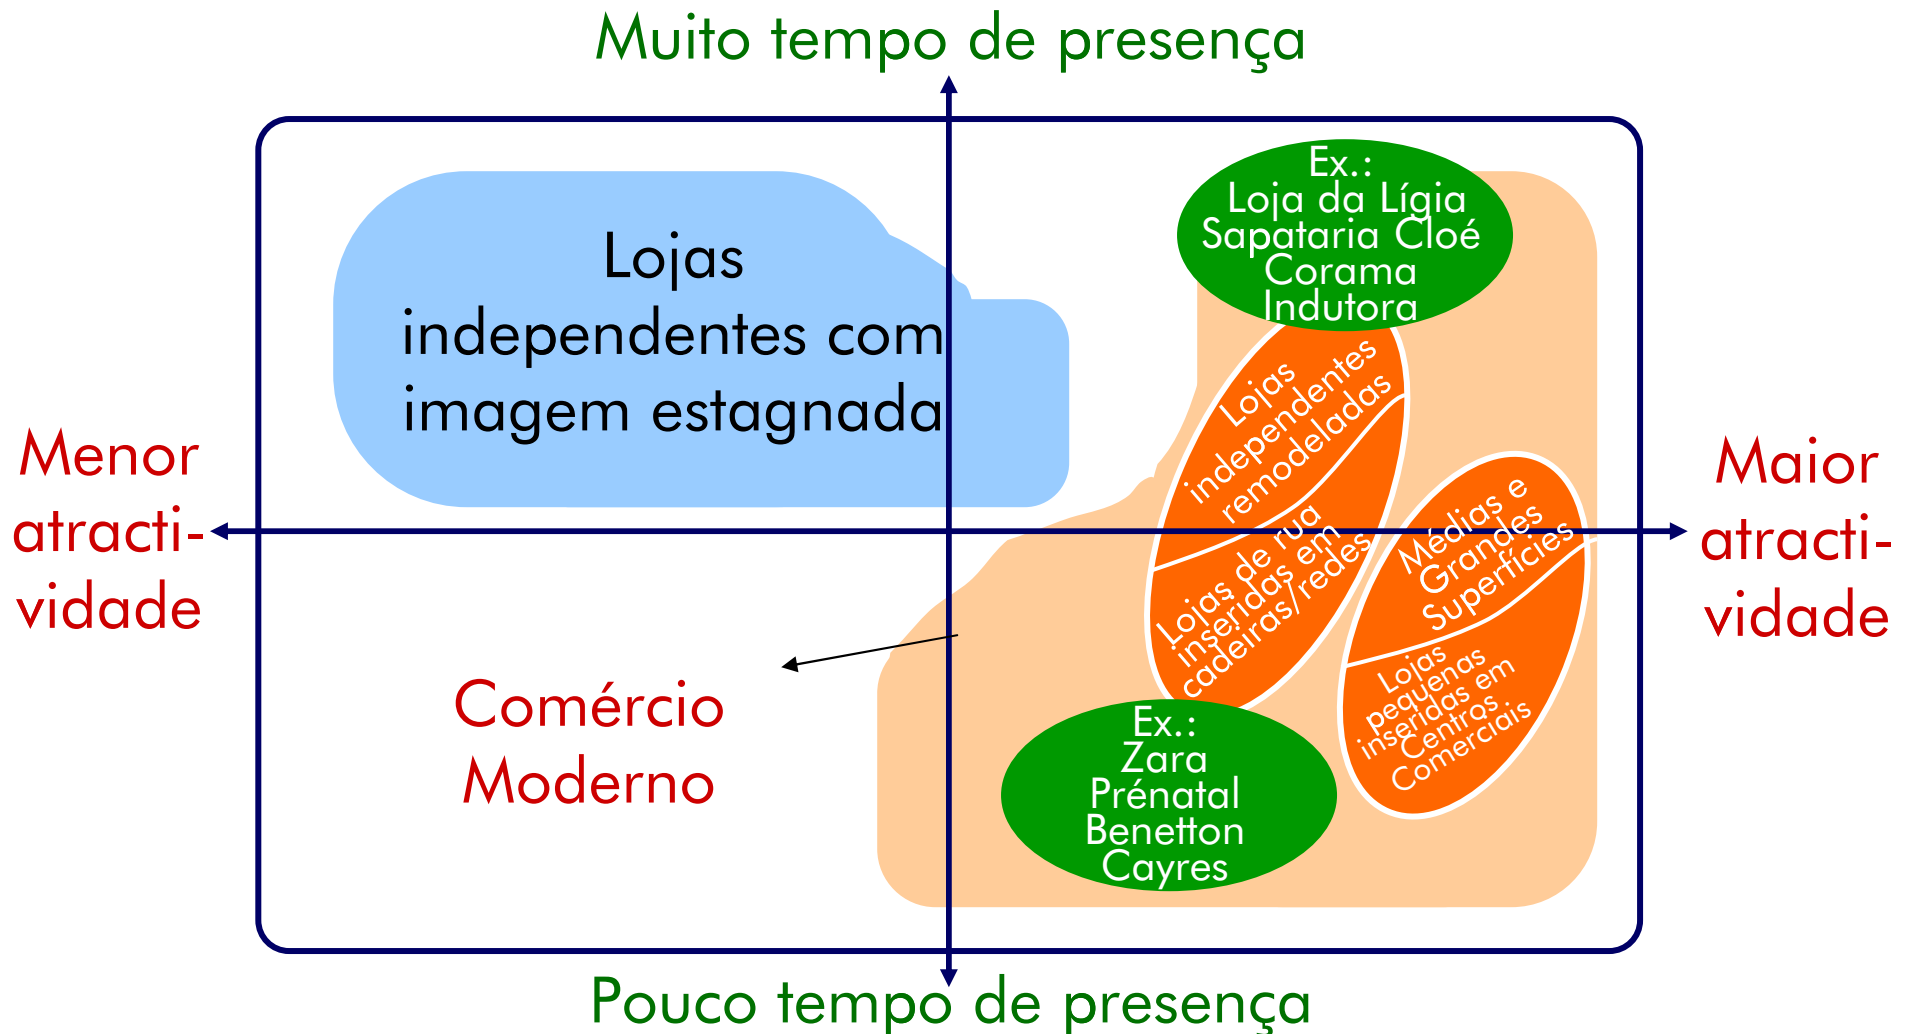 Muito tempo de presença
Ex.:
Loja da Lígia
Sapataria Cloé
Corama
Indutora
Lojas
independentes com
imagem estagnada
Lojas
independentes
remodeladas
Menor
atracti-
vidade
Maior
atracti-
vidade
Médias e
Grandes
Superfícies
Lojas de rua
inseridas em
cadeiras/redes
Lojas
pequenas
inseridas em
Centros
Comerciais
Comércio
Moderno
Ex.:
Zara
Prénatal
Benetton
Cayres
Pouco tempo de presença